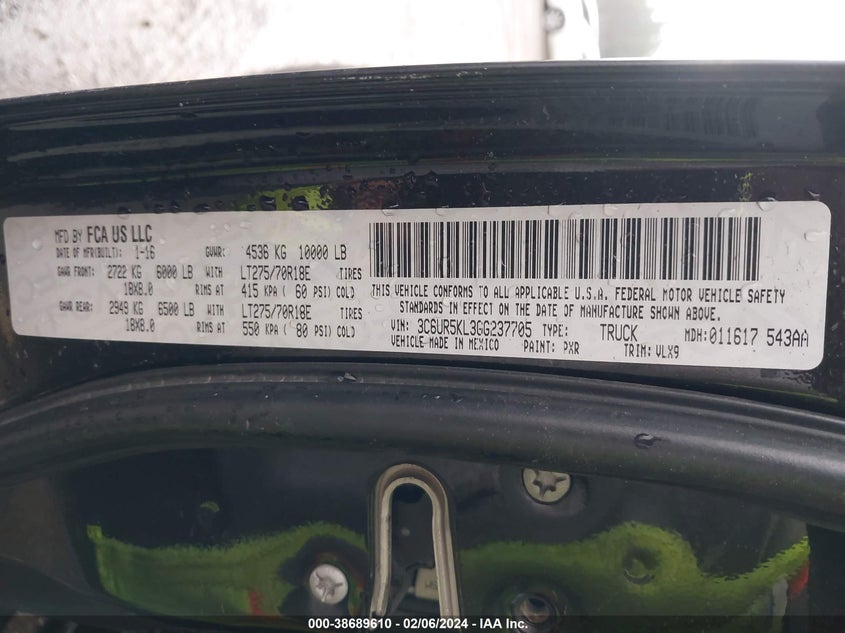 MFD BY FCA US LLC
DATE OF MFR(BUILT): 1-16 GVWR: 4536 KG 10000 LB
GAWR FRONT: 2722 KG 6000 LB WITH LT275/70R18E TIRES
18X8.0 RIMS AT 415 KPA ( 60 PSI) COLD
GAWR REAR: 2949 KG 6500 LB WITH LT275/70R18E TIRES
18X8.0 RIMS AT 550 KPA ( 80 PSI) COLD
THIS VEHICLE CONFORMS TO ALL APPLICABLE U.S.A. FEDERAL MOTOR VEHICLE SAFETY
STANDARDS IN EFFECT ON THE DATE OF MANUFACTURE SHOWN ABOVE.
VIN: 3C6UR5KL3GG237705 TYPE: TRUCK MDH: 011617 543AA
VEHICLE MADE IN MEXICO PAINT: PXR TRIM: VLX9
000-38689610 - 02/06/2024 - IAA Inc.